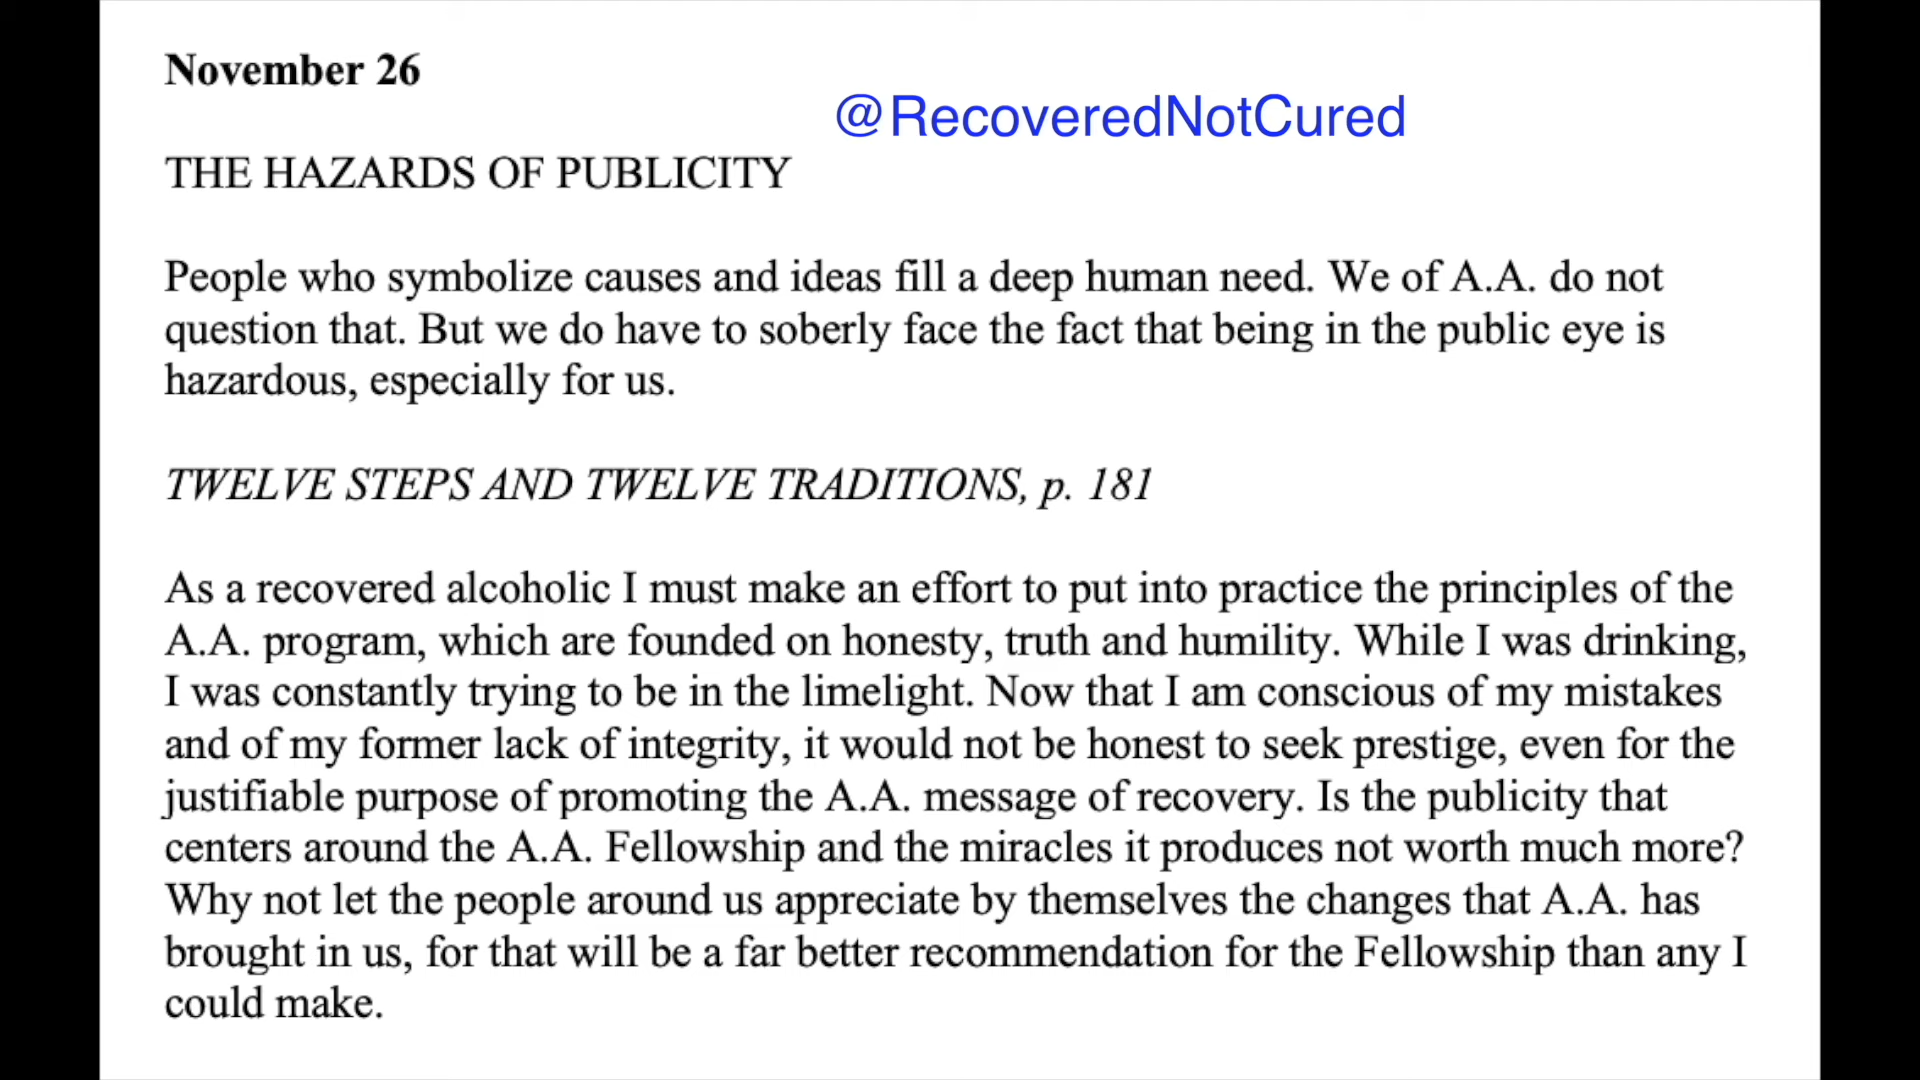 November 26
@RecoveredNotCured
THE HAZARDS OF PUBLICITY
People who symbolize causes and ideas fill a deep human need. We of A.A. do not
question that. But we do have to soberly face the fact that being in the public eye is
hazardous, especially for us.
TWELVE STEPS AND TWELVE TRADITIONS, p. 181
As a recovered alcoholic I must make an effort to put into practice the principles of the
A.A. program, which are founded on honesty, truth and humility. While I was drinking,
I was constantly trying to be in the limelight. Now that I am conscious of my mistakes
and of my former lack of integrity, it would not be honest to seek prestige, even for the
justifiable purpose of promoting the A.A. message of recovery. Is the publicity that
centers around the A.A. Fellowship and the miracles it produces not worth much more?
Why not let the people around us appreciate by themselves the changes that A.A. has
brought in us, for that will be a far better recommendation for the Fellowship than any I
could make.